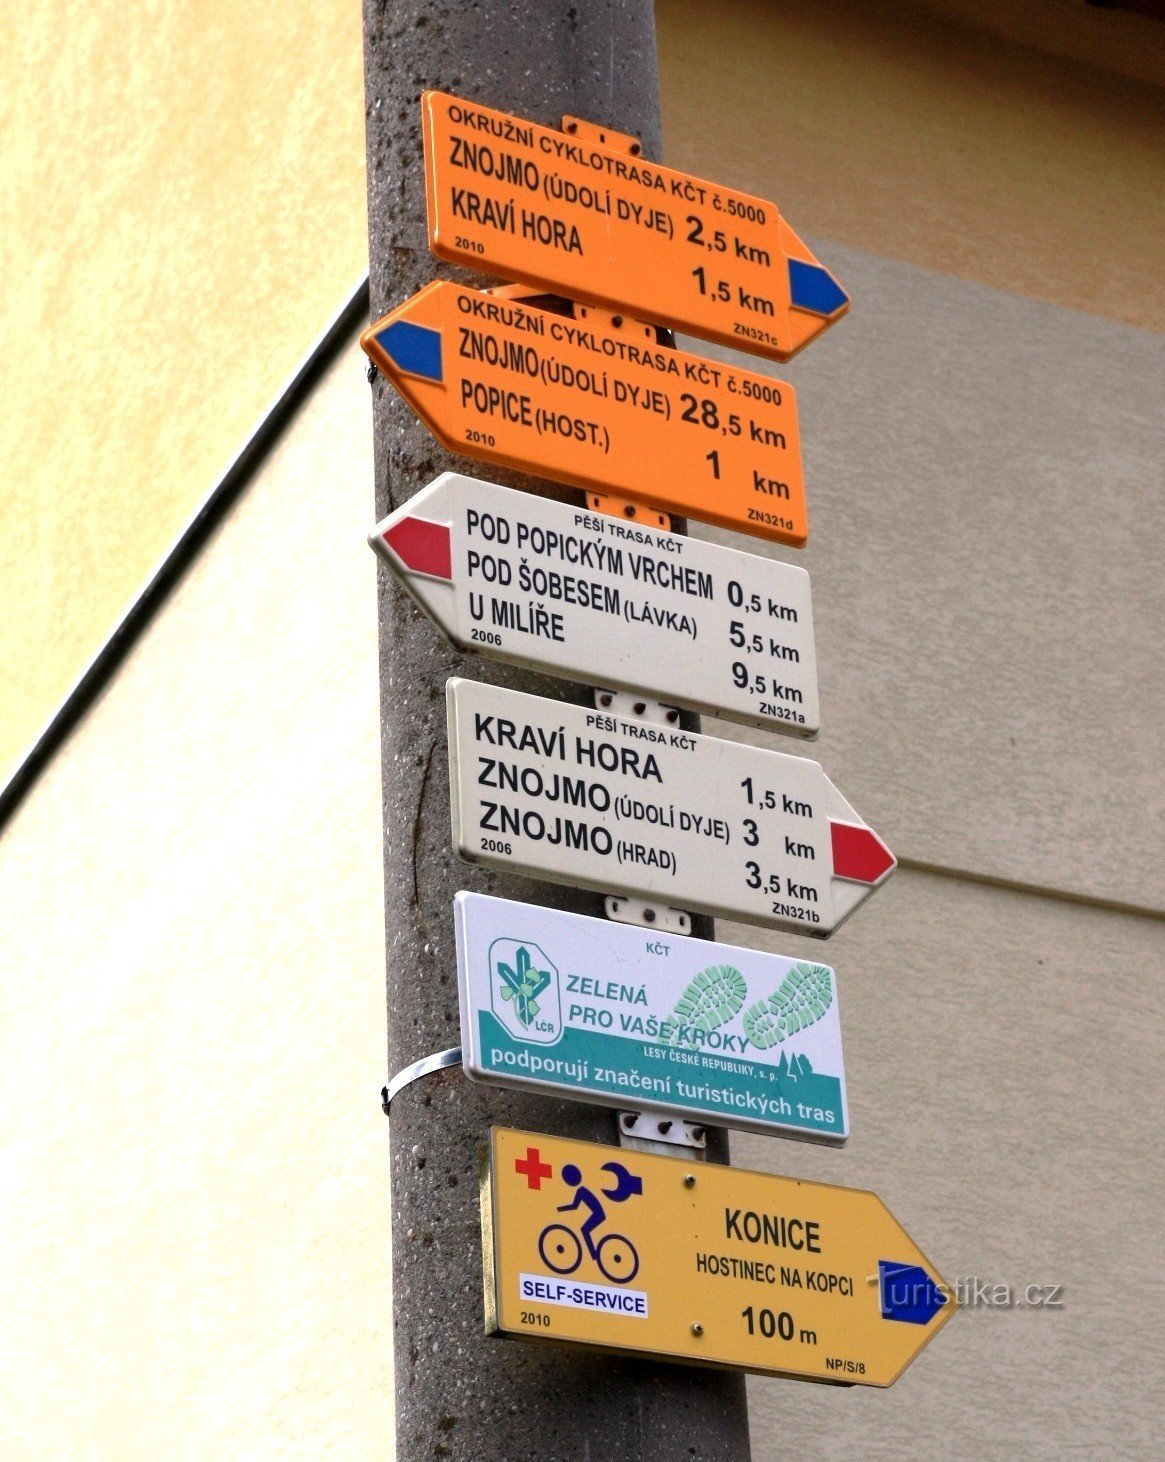 OKRUŽNÍ CYKLOTRASA KČT č.5000
ZNOJMO (ÚDOLÍ DYJE) 2,5 km
KRAVÍ HORA 1,5 km
2010 ZN321c
OKRUŽNÍ CYKLOTRASA KČT č.5000
ZNOJMO (ÚDOLÍ DYJE) 28,5 km
POPICE (HOST.) 1 km
2010 ZN321d
PĚŠÍ TRASA KČT
POD POPICKÝM VRCHEM 0,5 km
POD ŠOBESEM (LÁVKA) 5,5 km
U MILÍŘE 9,5 km
2006 ZN321a
PĚŠÍ TRASA KČT
KRAVÍ HORA 1,5 km
ZNOJMO (ÚDOLÍ DYJE) 3 km
ZNOJMO (HRAD) 3,5 km
2006 ZN321b
KČT
LČR
ZELENÁ
PRO VAŠE KROKY
LESY ČESKÉ REPUBLIKY, s. p.
podporují značení turistických tras
KONICE
HOSTINEC NA KOPCI
SELF-SERVICE
100 m
2010 NP/S/8
Turistika.cz